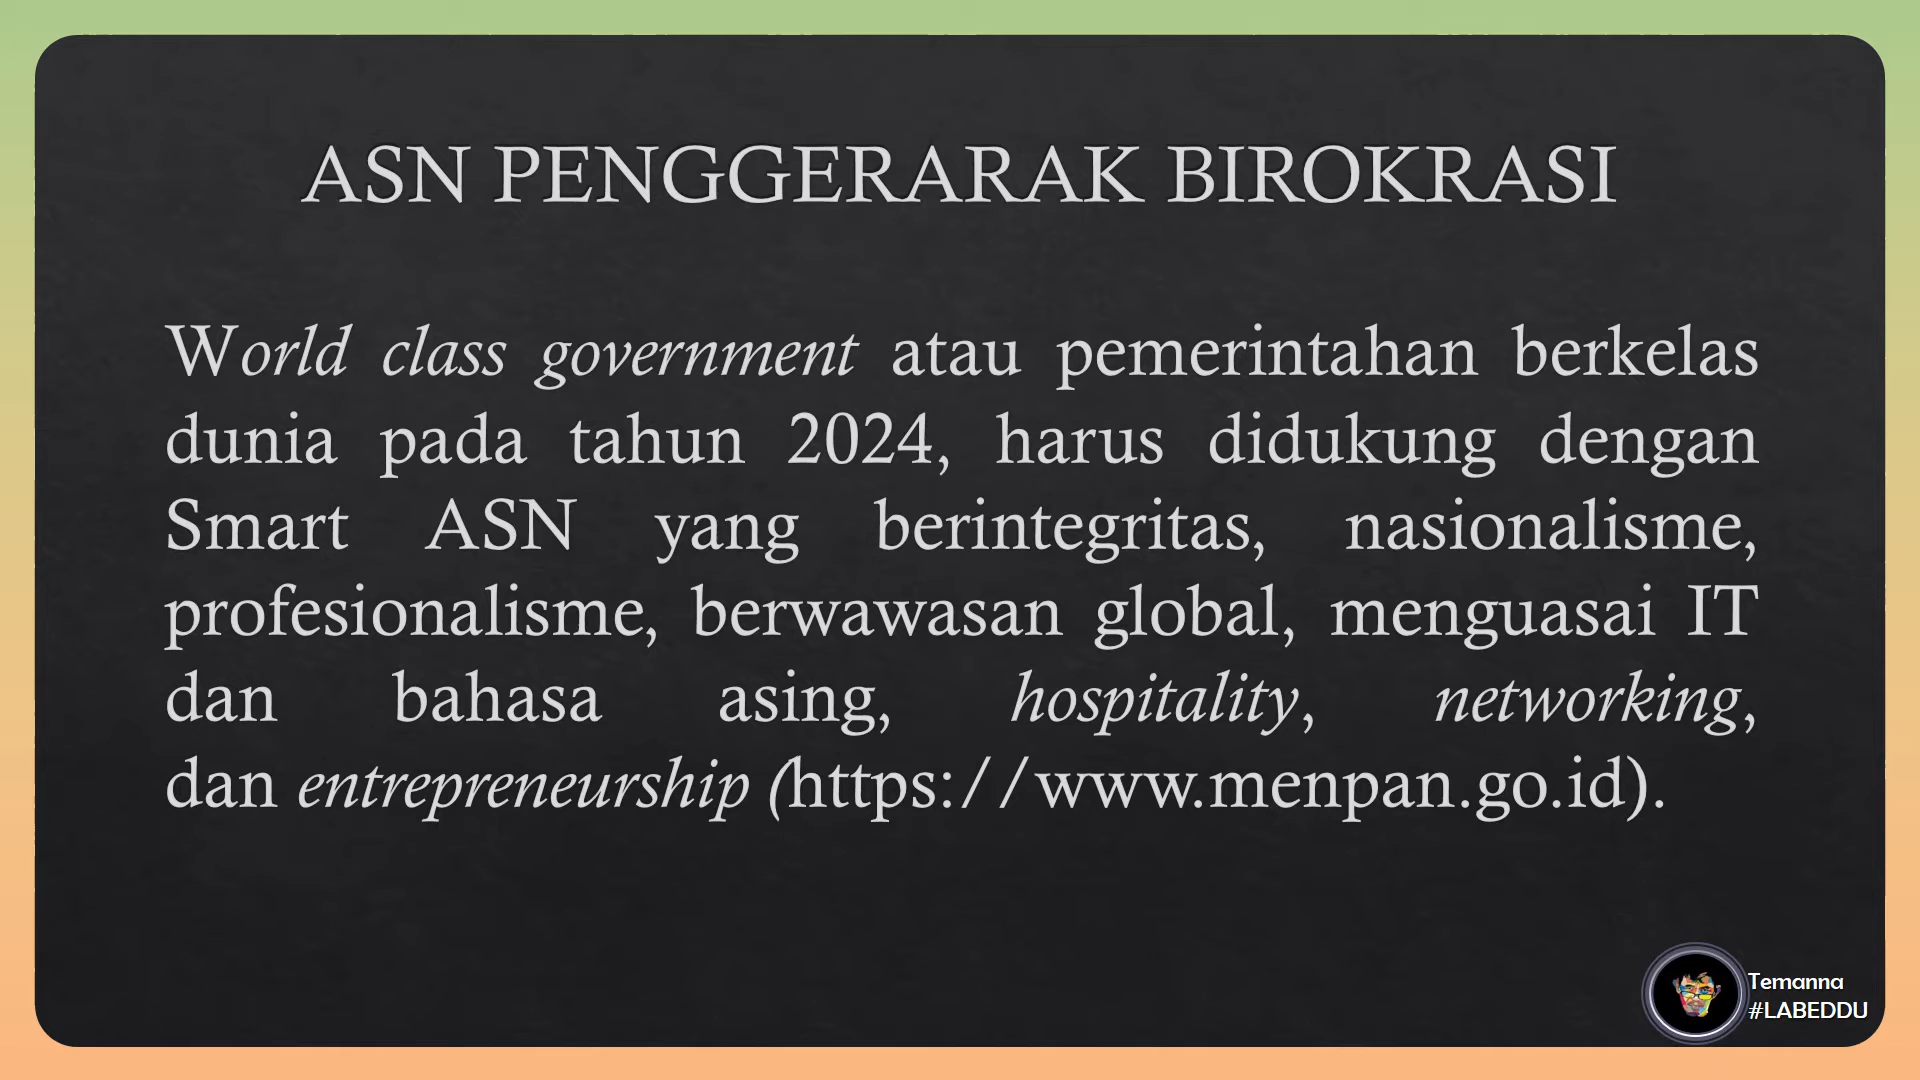 ASN PENGGERARAK BIROKRASI
World class government atau pemerintahan berkelas
dunia pada tahun 2024, harus didukung dengan
Smart ASN yang berintegritas, nasionalisme,
profesionalisme, berwawasan global, menguasai IT
dan bahasa asing, hospitality, networking,
dan entrepreneurship (https://www.menpan.go.id).
Temanna
#LABEDDU